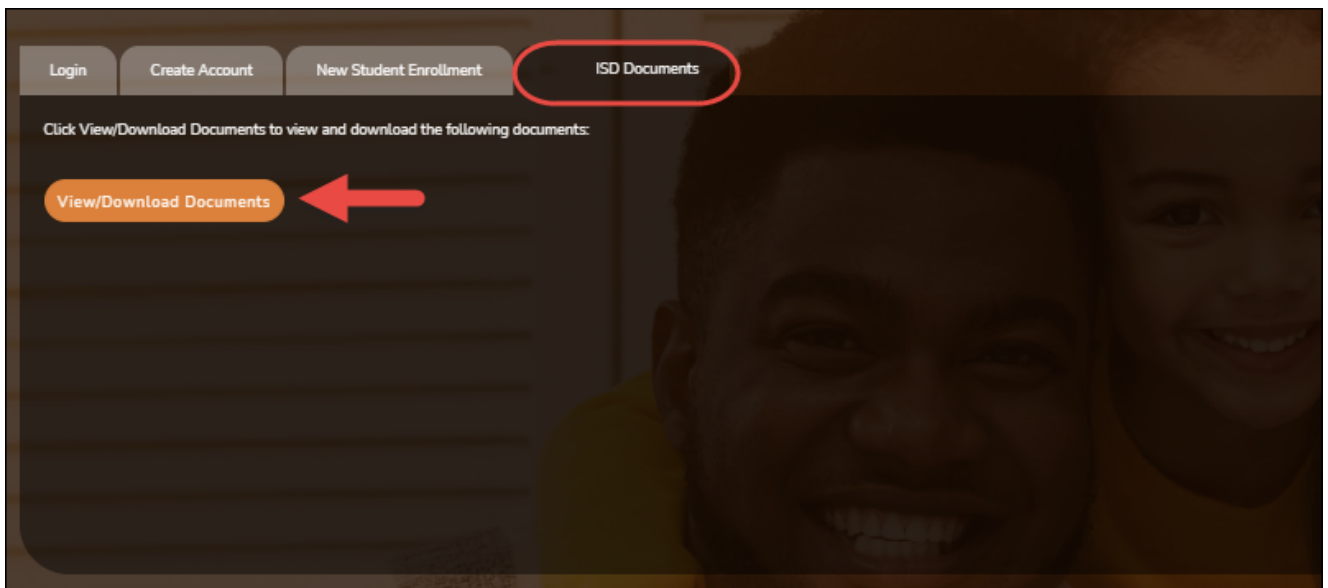 Login Create Account New Student Enrollment ISD Documents
Click View/Download Documents to view and download the following documents:
View/Download Documents